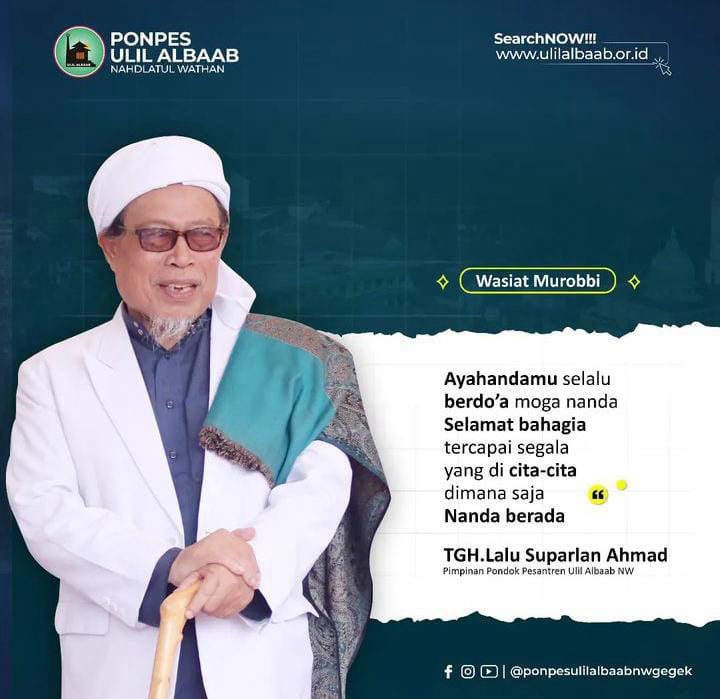 PONPES
ULIL ALBAAB
NAHDLATUL WATHAN
ULIL ALBAAB
SearchNOW!!!
www.ulilalbaab.or.id
Wasiat Murobbi
Ayahandamu selalu
berdo’a moga nanda
Selamat bahagia
tercapai segala
yang di cita-cita
dimana saja
Nanda berada
TGH.Lalu Suparlan Ahmad
Pimpinan Pondok Pesantren Ulil Albaab NW
@ponpesulilalbaabnwgegek